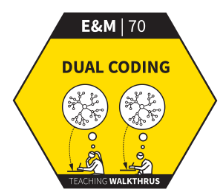 E&M | 70
DUAL CODING
TEACHING WALKTHRUS